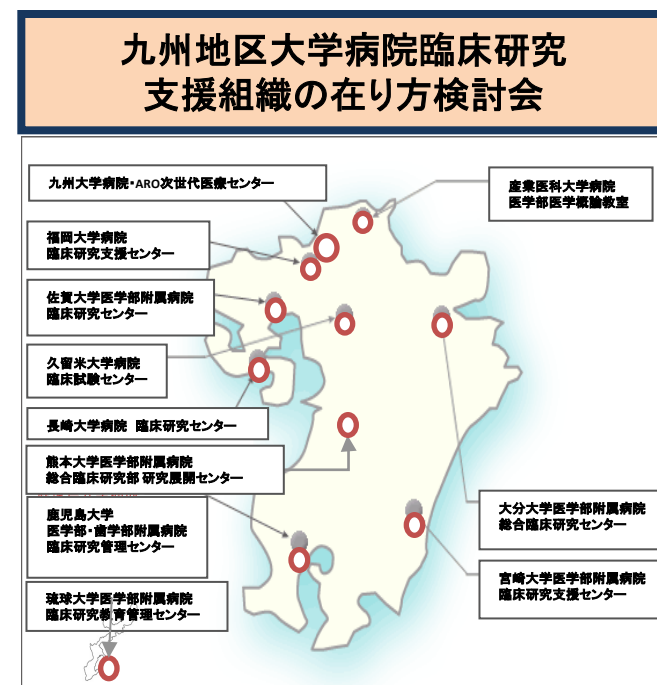 九州地区大学病院臨床研究
支援組織の在り方検討会
九州大学病院・ARO次世代医療センター
産業医科大学病院
医学部医学概論教室
福岡大学病院
臨床研究支援センター
佐賀大学医学部附属病院
臨床研究センター
久留米大学病院
臨床試験センター
長崎大学病院 臨床研究センター
熊本大学医学部附属病院
総合臨床研究部 研究展開センター
鹿児島大学
医学部・歯学部附属病院
臨床研究管理センター
大分大学医学部附属病院
総合臨床研究センター
宮崎大学医学部附属病院
臨床研究支援センター
琉球大学医学部附属病院
臨床研究教育管理センター